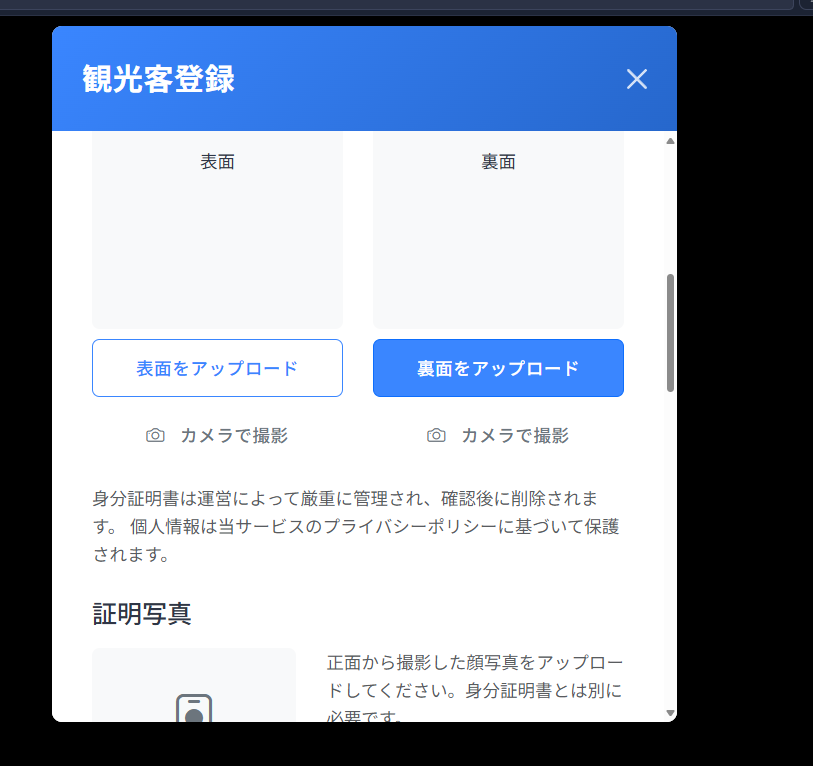 観光客登録
表面
裏面
表面をアップロード
裏面をアップロード
カメラで撮影
カメラで撮影
身分証明書は運営によって厳重に管理され、確認後に削除されま
す。 個人情報は当サービスのプライバシーポリシーに基づいて保護
されます。
証明写真
正面から撮影した顔写真をアップロー
ドしてください。身分証明書とは別に
必要です。